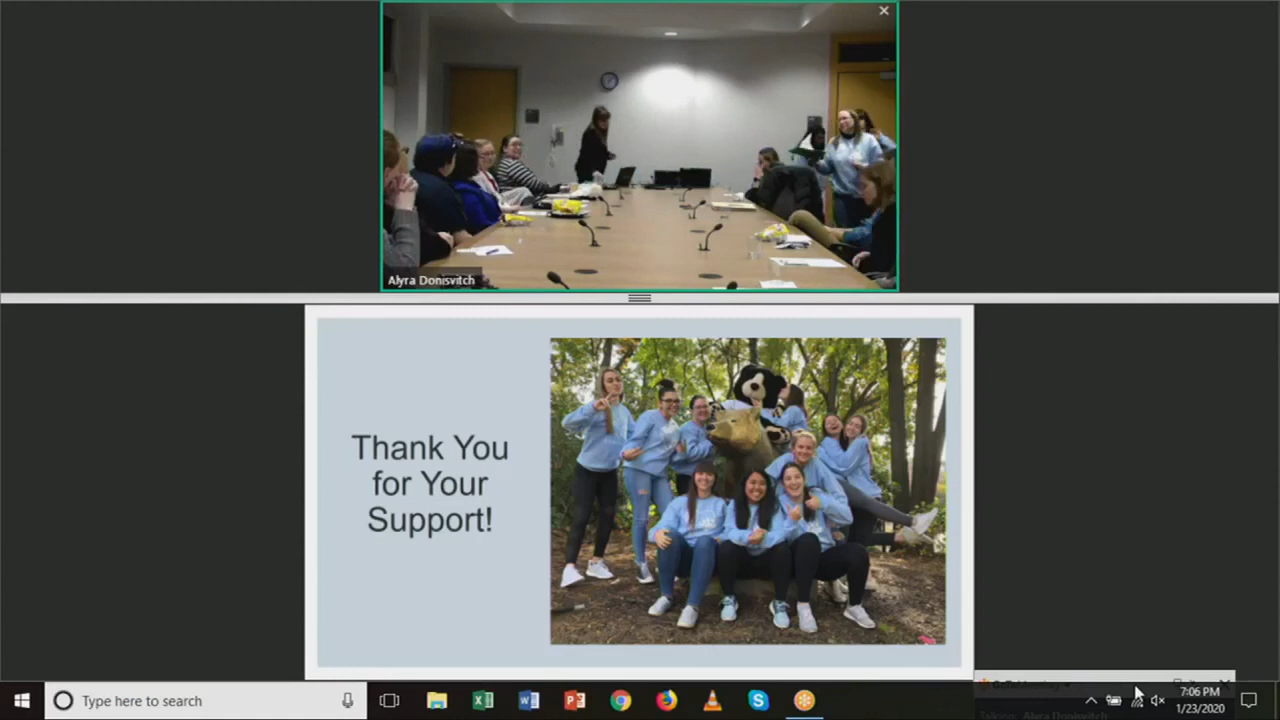 Alyra Donisvitch
Thank You
for Your
Support!
Type here to search
7:06 PM
1/23/2020